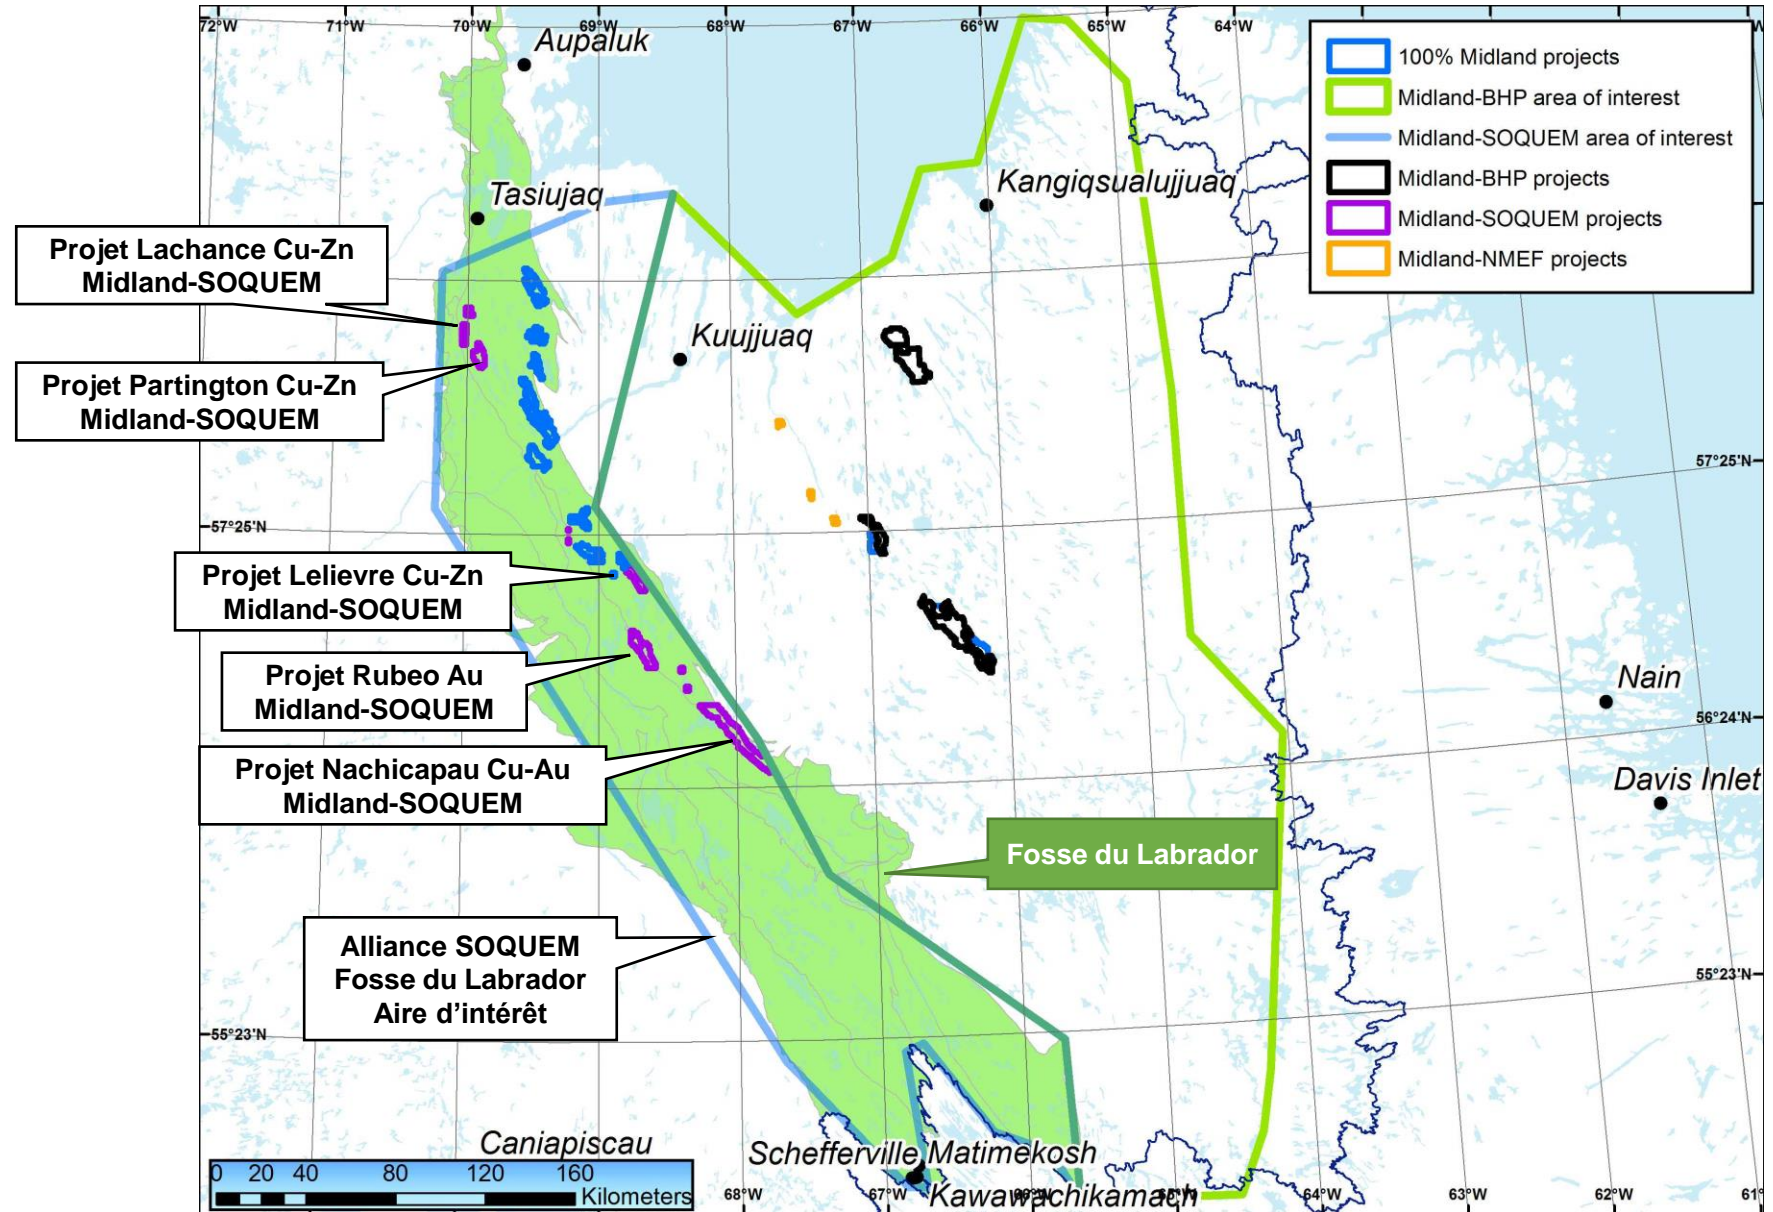 72°W 71°W 70°W 69°W 68°W 67°W 66°W 65°W 64°W
Aupaluk
100% Midland projects
Midland-BHP area of interest
Midland-SOQUEM area of interest
Midland-BHP projects
Midland-SOQUEM projects
Midland-NMEF projects
Tasiujaq
Kangiqsualujjuaq
Projet Lachance Cu-Zn
Midland-SOQUEM
Kuujjuaq
Projet Partington Cu-Zn
Midland-SOQUEM
57°25'N
57°25'N
Projet Lelievre Cu-Zn
Midland-SOQUEM
Projet Rubeo Au
Midland-SOQUEM
Nain
56°24'N
Projet Nachicapau Cu-Au
Midland-SOQUEM
Davis Inlet
Fosse du Labrador
Alliance SOQUEM
Fosse du Labrador
Aire d'intérêt
55°23'N
55°23'N
Caniapiscau
Schefferville Matimekosh
0 20 40 80 120 160
Kilometers
Kawawachikamach
68°W 67°W 66°W 65°W 64°W 63°W 62°W 61°